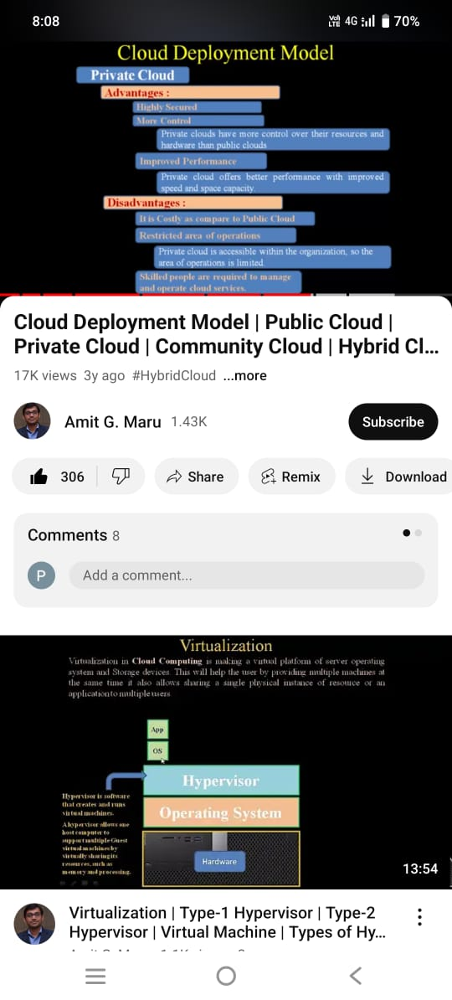 8:08
Vo) LTE 4G 70%
Cloud Deployment Model
Private Cloud
Advantages :
Highly Secured
More Control
Private clouds have more control over their resources and
hardware than public clouds
Improved Performance
Private cloud offers better performance with improved
speed and space capacity.
Disadvantages :
It is Costly as compare to Public Cloud
Restricted area of operations
Private cloud is accessible within the organization, so the
area of operations is limited.
Skilled people are required to manage
and operate cloud services.
Cloud Deployment Model | Public Cloud |
Private Cloud | Community Cloud | Hybrid Cl...
17K views 3y ago #HybridCloud ...more
Amit G. Maru 1.43K
Subscribe
306
Share
Remix
Download
Comments 8
P
Add a comment...
Virtualization
Virtualization in Cloud Computing is making a virtual platform of server operating
system and Storage devices. This will help the user by providing multiple machines at
the same time it also allows sharing a single physical instance of resource or an
application to multiple users.
App
OS
Hypervisor
Operating System
Hardware
Hypervisor is software
that creates and runs
virtual machines.
A hypervisor allows one
host computer to
support multiple Guest
virtual machines by
virtually sharing its
resources, such as
memory and processing.
13:54
Virtualization | Type-1 Hypervisor | Type-2
Hypervisor | Virtual Machine | Types of Hy...